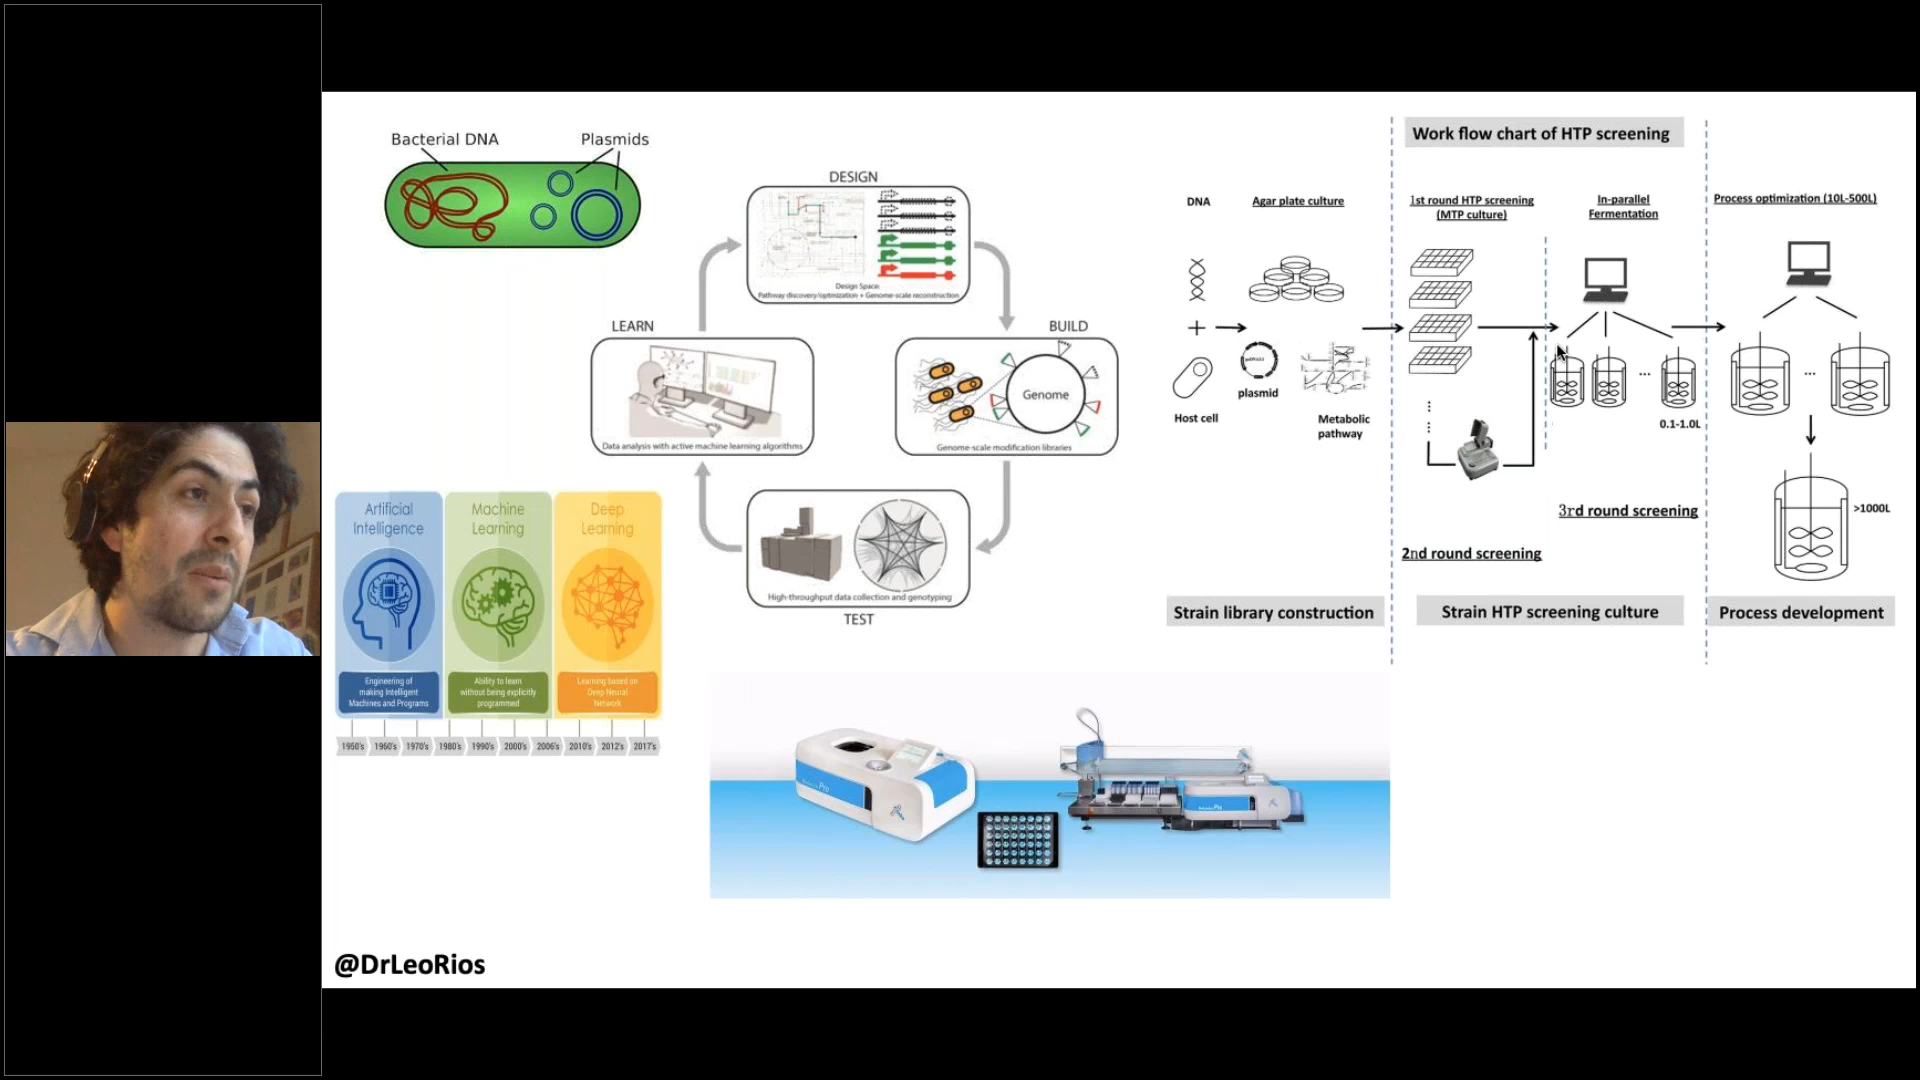 Bacterial DNA
Plasmids
DESIGN
Design Space:
Pathway discovery/optimization + Genome-scale reconstruction
LEARN
Data analysis with active machine learning algorithms
BUILD
Genome
Genome-scale modification libraries
High-throughput data collection and genotyping
TEST
Artificial
Intelligence
Engineering of
making Intelligent
Machines and Programs
Machine
Learning
Ability to learn
without being explicitly
programmed
Deep
Learning
Learning based on
Deep Neural
Network
1950's 1960's 1970's 1980's 1990's 2000's 2006's 2010's 2012's 2017's
Work flow chart of HTP screening
DNA
Agar plate culture
+
Host cell
plasmid
Metabolic
pathway
1st round HTP screening
(MTP culture)
In-parallel
Fermentation
Process optimization (10L-500L)
...
0.1-1.0L
...
>1000L
3rd round screening
2nd round screening
Strain library construction
Strain HTP screening culture
Process development
Pro
@DrLeoRios